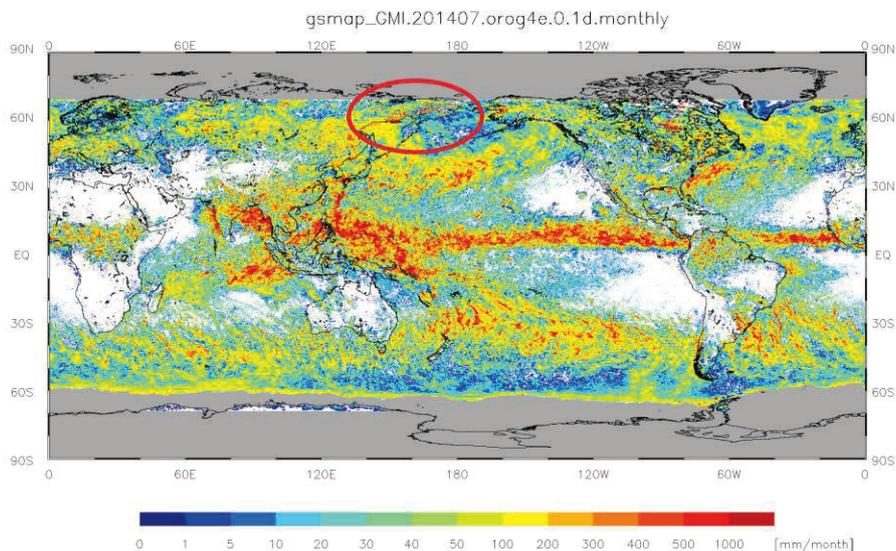 gsmap_GMI.201407.orog4e.0.1d.monthly
0 60E 120E 180 120W 60W 0
90N 90N
60N 60N
30N 30N
EQ EQ
30S 30S
60S 60S
90S 90S
0 60E 120E 180 120W 60W 0
0 1 5 10 20 30 40 50 100 200 300 400 500 1000 [mm/month]